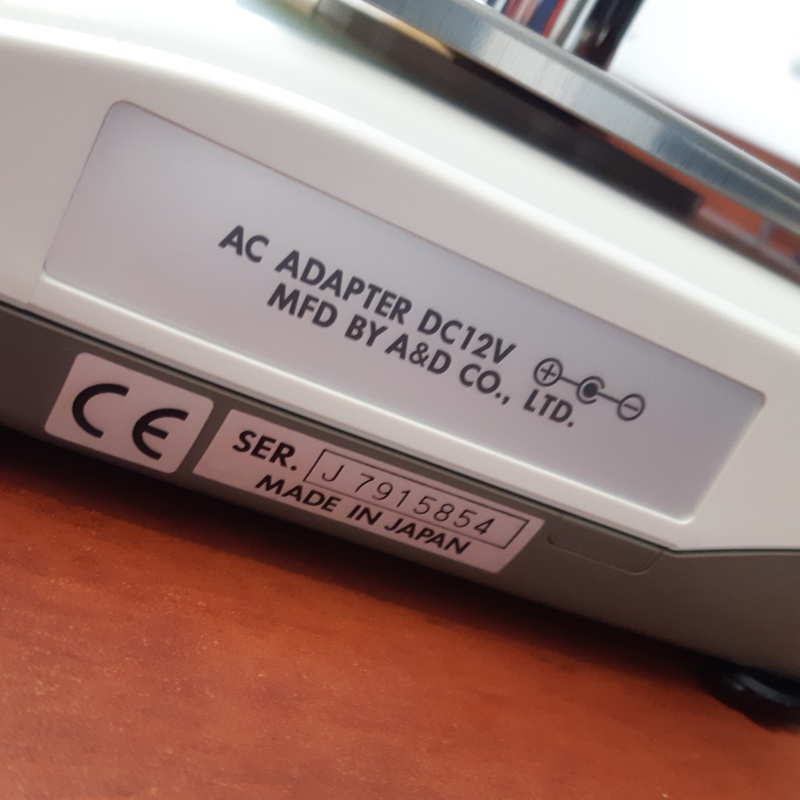 AC ADAPTER DC12V
MFD BY A&D CO., LTD.
CE
SER. J 7915854
MADE IN JAPAN